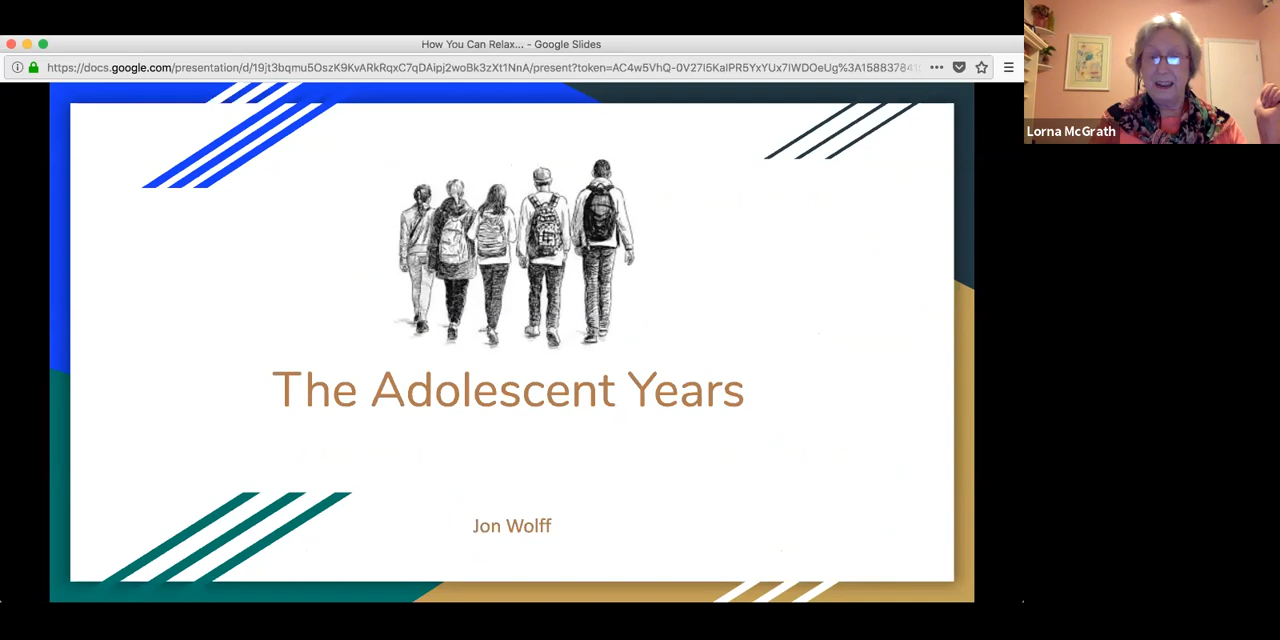 How You Can Relax... - Google Slides
Lorna McGrath
The Adolescent Years
Jon Wolff